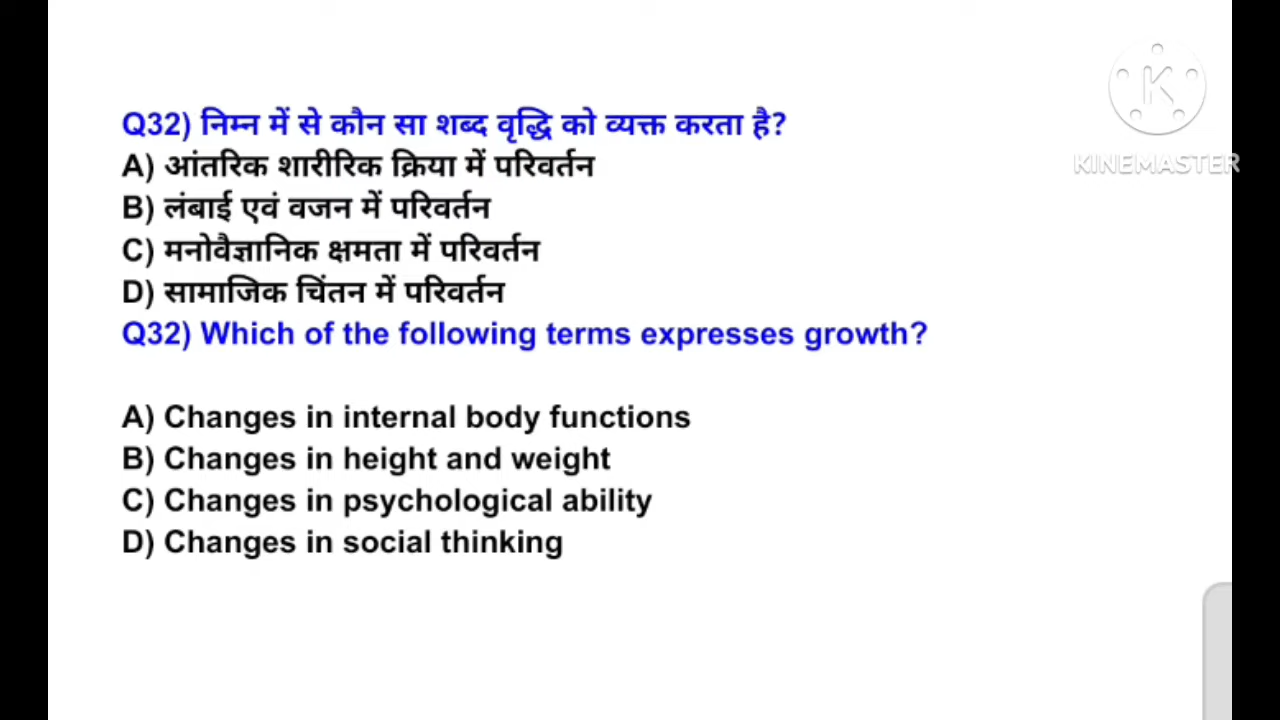 Q32) निम्न में से कौन सा शब्द वृद्धि को व्यक्त करता है?
A) आंतरिक शारीरिक क्रिया में परिवर्तन
B) लंबाई एवं वजन में परिवर्तन
C) मनोवैज्ञानिक क्षमता में परिवर्तन
D) सामाजिक चिंतन में परिवर्तन
Q32) Which of the following terms expresses growth?
A) Changes in internal body functions
B) Changes in height and weight
C) Changes in psychological ability
D) Changes in social thinking
K
KINEMASTER